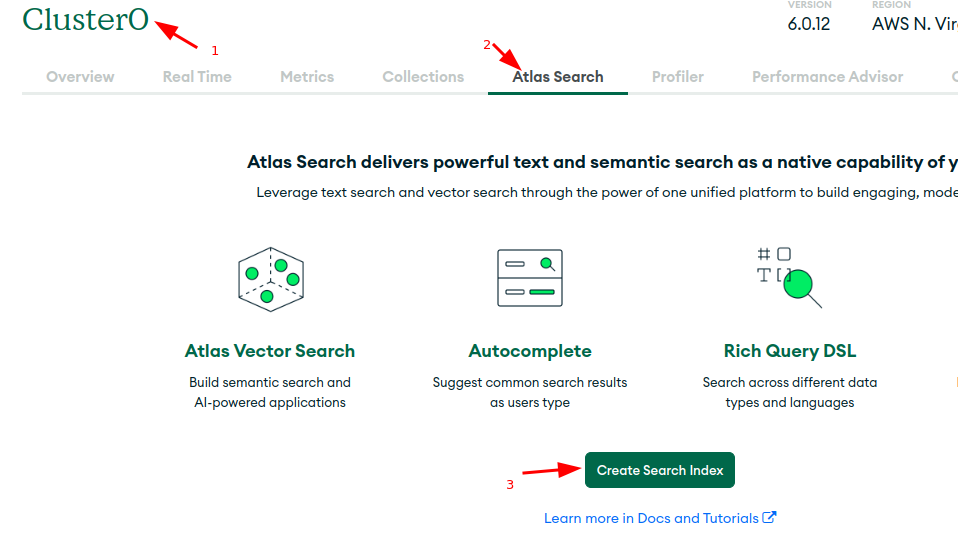 Cluster0
VERSION
REGION
6.0.12
AWS N. Vir
1
2
Overview
Real Time
Metrics
Collections
Atlas Search
Profiler
Performance Advisor
Atlas Search delivers powerful text and semantic search as a native capability of y
Leverage text search and vector search through the power of one unified platform to build engaging, mode
# T [ ]
Atlas Vector Search
Build semantic search and
AI-powered applications
Autocomplete
Suggest common search results
as users type
Rich Query DSL
Search across different data
types and languages
3
Create Search Index
Learn more in Docs and Tutorials